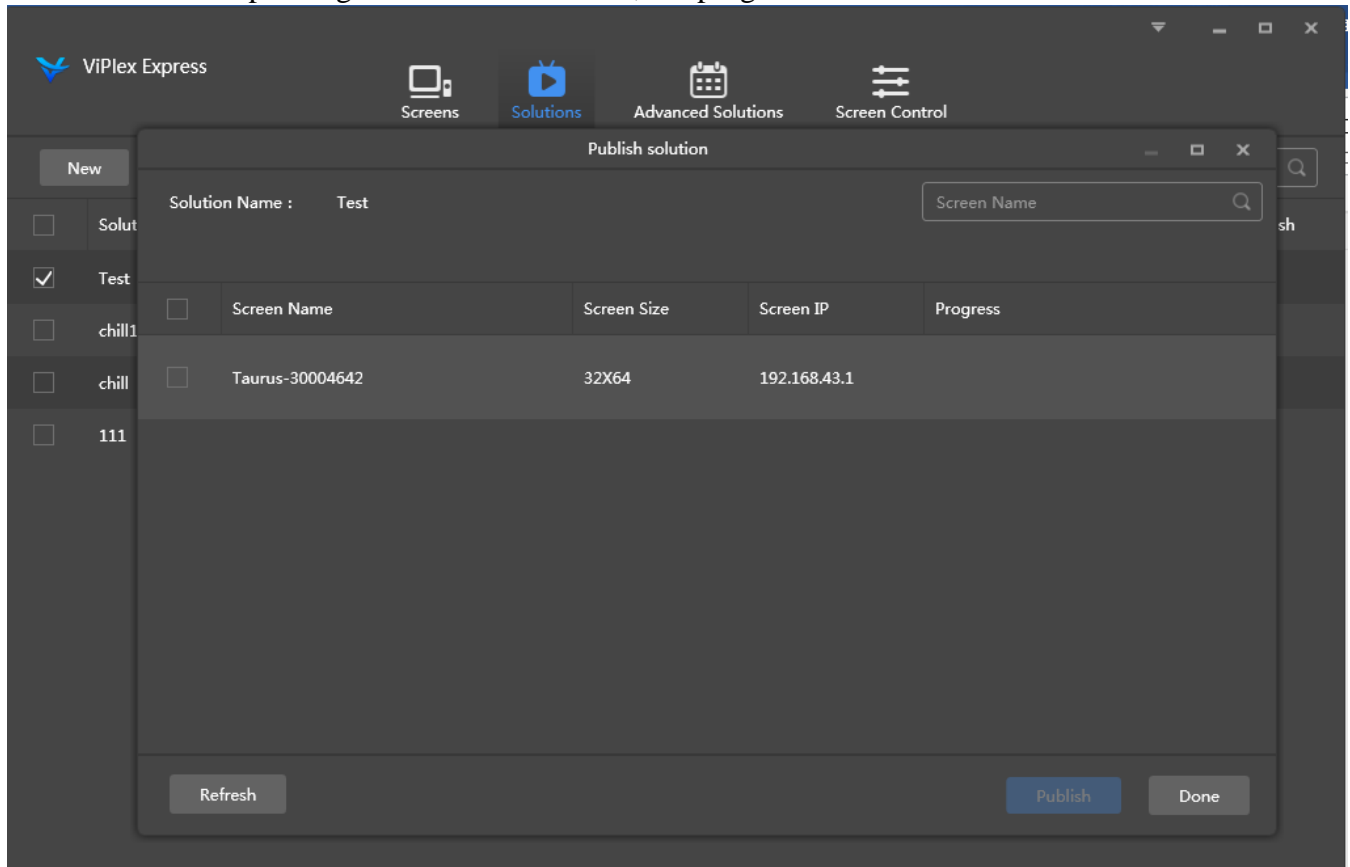 ViPlex Express
Screens Solutions Advanced Solutions Screen Control
New
Publish solution
Solution Name : Test
Screen Name
Solut
sh
Test
Screen Name Screen Size Screen IP Progress
chill1
Taurus-30004642 32X64 192.168.43.1
chill
111
Refresh Publish Done